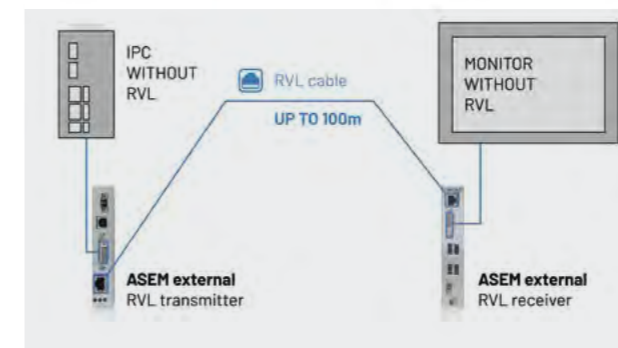 IPC
WITHOUT
RVL
RVL cable
UP TO 100m
MONITOR
WITHOUT
RVL
ASEM external
RVL transmitter
ASEM external
RVL receiver